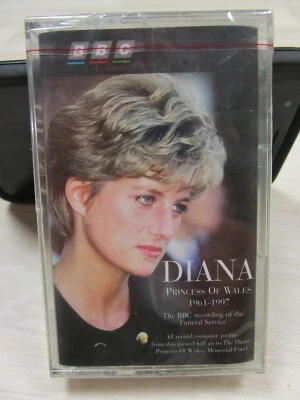 BBC
DIANA
PRINCESS OF WALES
1961-1997
The BBC recording of the
Funeral Service
All record company profits
from this record will go to The Diana
Princess Of Wales, Memorial Fund